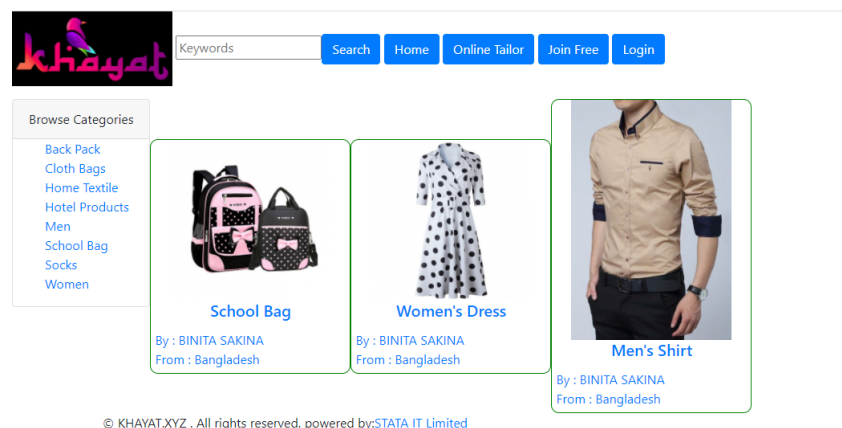 khayat
Keywords
Search
Home
Online Tailor
Join Free
Login
Browse Categories
Back Pack
Cloth Bags
Home Textile
Hotel Products
Men
School Bag
Socks
Women
School Bag
By : BINITA SAKINA
From : Bangladesh
Women's Dress
By : BINITA SAKINA
From : Bangladesh
Men's Shirt
By : BINITA SAKINA
From : Bangladesh
© KHAYAT.XYZ . All rights reserved. powered by:STATA IT Limited